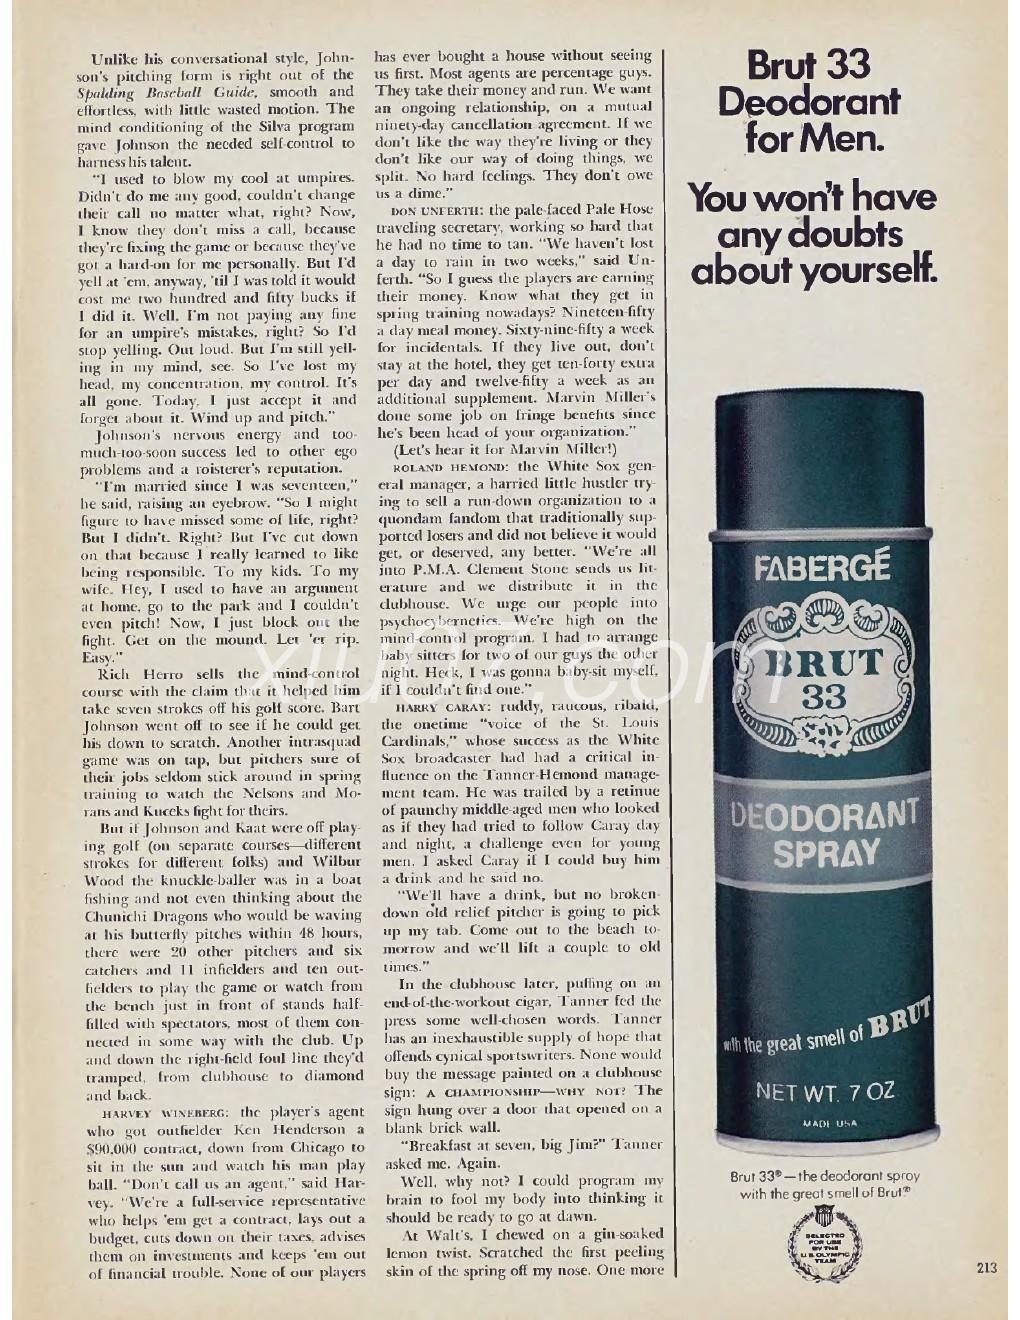 Unlike his conversational style, John-
son's pitching form is right out of the
Spalding Baseball Guide, smooth and
effortless, with little wasted motion. The
mind conditioning of the Silva program
gave Johnson the needed self-control to
harness his talent.
"I used to blow my cool at umpires.
Didn't do me any good, couldn't change
their call no matter what, right? Now,
I know they don't miss a call, because
they're fixing the game or because they've
got a hard-on for me personally. But I'd
yell at 'em, anyway, 'til I was told it would
cost me two hundred and fifty bucks if
I did it. Well, I'm not paying any fine
for an umpire's mistakes, right? So I'd
stop yelling. Out loud. But I'm still yell-
ing in my mind, see. So I've lost my
head, my concentration, my control. It's
all gone. Today, I just accept it and
forget about it. Wind up and pitch."
Johnson's nervous energy and too-
much-too-soon success led to other ego
problems and a roisterer's reputation.
"I'm married since I was seventeen,"
he said, raising an eyebrow. "So I might
figure to have missed some of life, right?
But I didn't. Right? But I've cut down
on that because I really learned to like
being responsible. To my kids. To my
wife. Hey, I used to have an argument
at home, go to the park and I couldn't
even pitch! Now, I just block out the
fight. Get on the mound. Let 'er rip.
Easy."
Rich Herro sells the mind-control
course with the claim that it helped him
take seven strokes off his golf score. Bart
Johnson went off to see if he could get
his down to scratch. Another intrasquad
game was on tap, but pitchers sure of
their jobs seldom stick around in spring
training to watch the Nelsons and Mo-
rans and Kuceks fight for theirs.
But if Johnson and Kaat were off play-
ing golf (on separate courses—different
strokes for different folks) and Wilbur
Wood the knuckle-baller was in a boat
fishing and not even thinking about the
Chunichi Dragons who would be waving
at his butterfly pitches within 48 hours,
there were 20 other pitchers and six
catchers and 11 infielders and ten out-
fielders to play the game or watch from
the bench just in front of stands half-
filled with spectators, most of them con-
nected in some way with the club. Up
and down the right-field foul line they'd
tramped, from clubhouse to diamond
and back.
HARVEY WINEBERG: the player's agent
who got outfielder Ken Henderson a
$90,000 contract, down from Chicago to
sit in the sun and watch his man play
ball. "Don't call us an agent," said Har-
vey. "We're a full-service representative
who helps 'em get a contract, lays out a
budget, cuts down on their taxes, advises
them on investments and keeps 'em out
of financial trouble. None of our players
has ever bought a house without seeing
us first. Most agents are percentage guys.
They take their money and run. We want
an ongoing relationship, on a mutual
ninety-day cancellation agreement. If we
don't like the way they're living or they
don't like our way of doing things, we
split. No hard feelings. They don't owe
us a dime."
DON UNFERTH: the pale-faced Pale Hose
traveling secretary, working so hard that
he had no time to tan. "We haven't lost
a day to rain in two weeks," said Un-
ferth. "So I guess the players are earning
their money. Know what they get in
spring training nowadays? Nineteen-fifty
a day meal money. Sixty-nine-fifty a week
for incidentals. If they live out, don't
stay at the hotel, they get ten-forty extra
per day and twelve-fifty a week as an
additional supplement. Marvin Miller's
done some job on fringe benefits since
he's been head of your organization."
(Let's hear it for Marvin Miller!)
ROLAND HEMOND: the White Sox gen-
eral manager, a harried little hustler try-
ing to sell a run-down organization to a
quondam fandom that traditionally sup-
ported losers and did not believe it would
get, or deserved, any better. "We're all
into P.M.A. Clement Stone sends us lit-
erature and we distribute it in the
clubhouse. We urge our people into
psychocybernetics. We're high on the
mind-control program. I had to arrange
baby sitters for two of our guys the other
night. Heck, I was gonna baby-sit myself,
if I couldn't find one."
HARRY CARAY: ruddy, raucous, ribald,
the onetime "voice of the St. Louis
Cardinals," whose success as the White
Sox broadcaster had had a critical in-
fluence on the Tanner-Hemond manage-
ment team. He was trailed by a retinue
of paunchy middle-aged men who looked
as if they had tried to follow Caray day
and night, a challenge even for young
men. I asked Caray if I could buy him
a drink and he said no.
"We'll have a drink, but no broken-
down old relief pitcher is going to pick
up my tab. Come out to the beach to-
morrow and we'll lift a couple to old
times."
In the clubhouse later, puffing on an
end-of-the-workout cigar, Tanner fed the
press some well-chosen words. Tanner
has an inexhaustible supply of hope that
offends cynical sportswriters. None would
buy the message painted on a clubhouse
sign: A CHAMPIONSHIP—WHY NOT? The
sign hung over a door that opened on a
blank brick wall.
"Breakfast at seven, big Jim?" Tanner
asked me. Again.
Well, why not? I could program my
brain to fool my body into thinking it
should be ready to go at dawn.
At Walt's, I chewed on a gin-soaked
lemon twist. Scratched the first peeling
skin of the spring off my nose. One more
Brut 33
Deodorant
for Men.
You won't have
any doubts
about yourself.
FABERGÉ
BRUT
33
DEODORANT
SPRAY
with the great smell of BRUT
NET WT. 7 OZ
MADE USA
Brut 33®—the deodorant spray
with the great smell of Brut®
SELECTED
FOR USE
BY THE
U.S. OLYMPIC
TEAM
213
xiunz.com